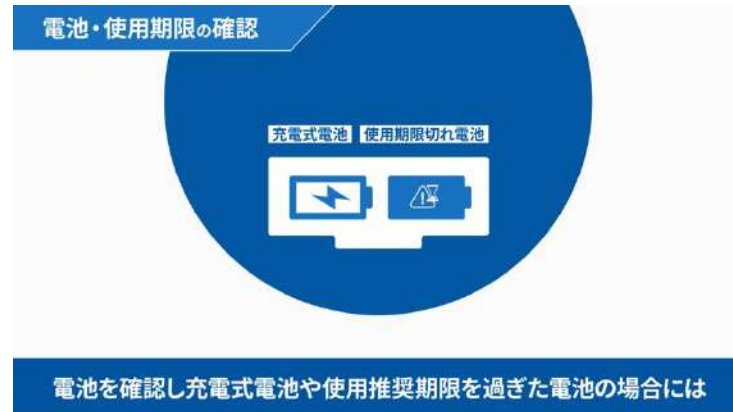 電池・使用期限の確認
充電式電池 使用期限切れ電池
電池を確認し充電式電池や使用推奨期限を過ぎた電池の場合には